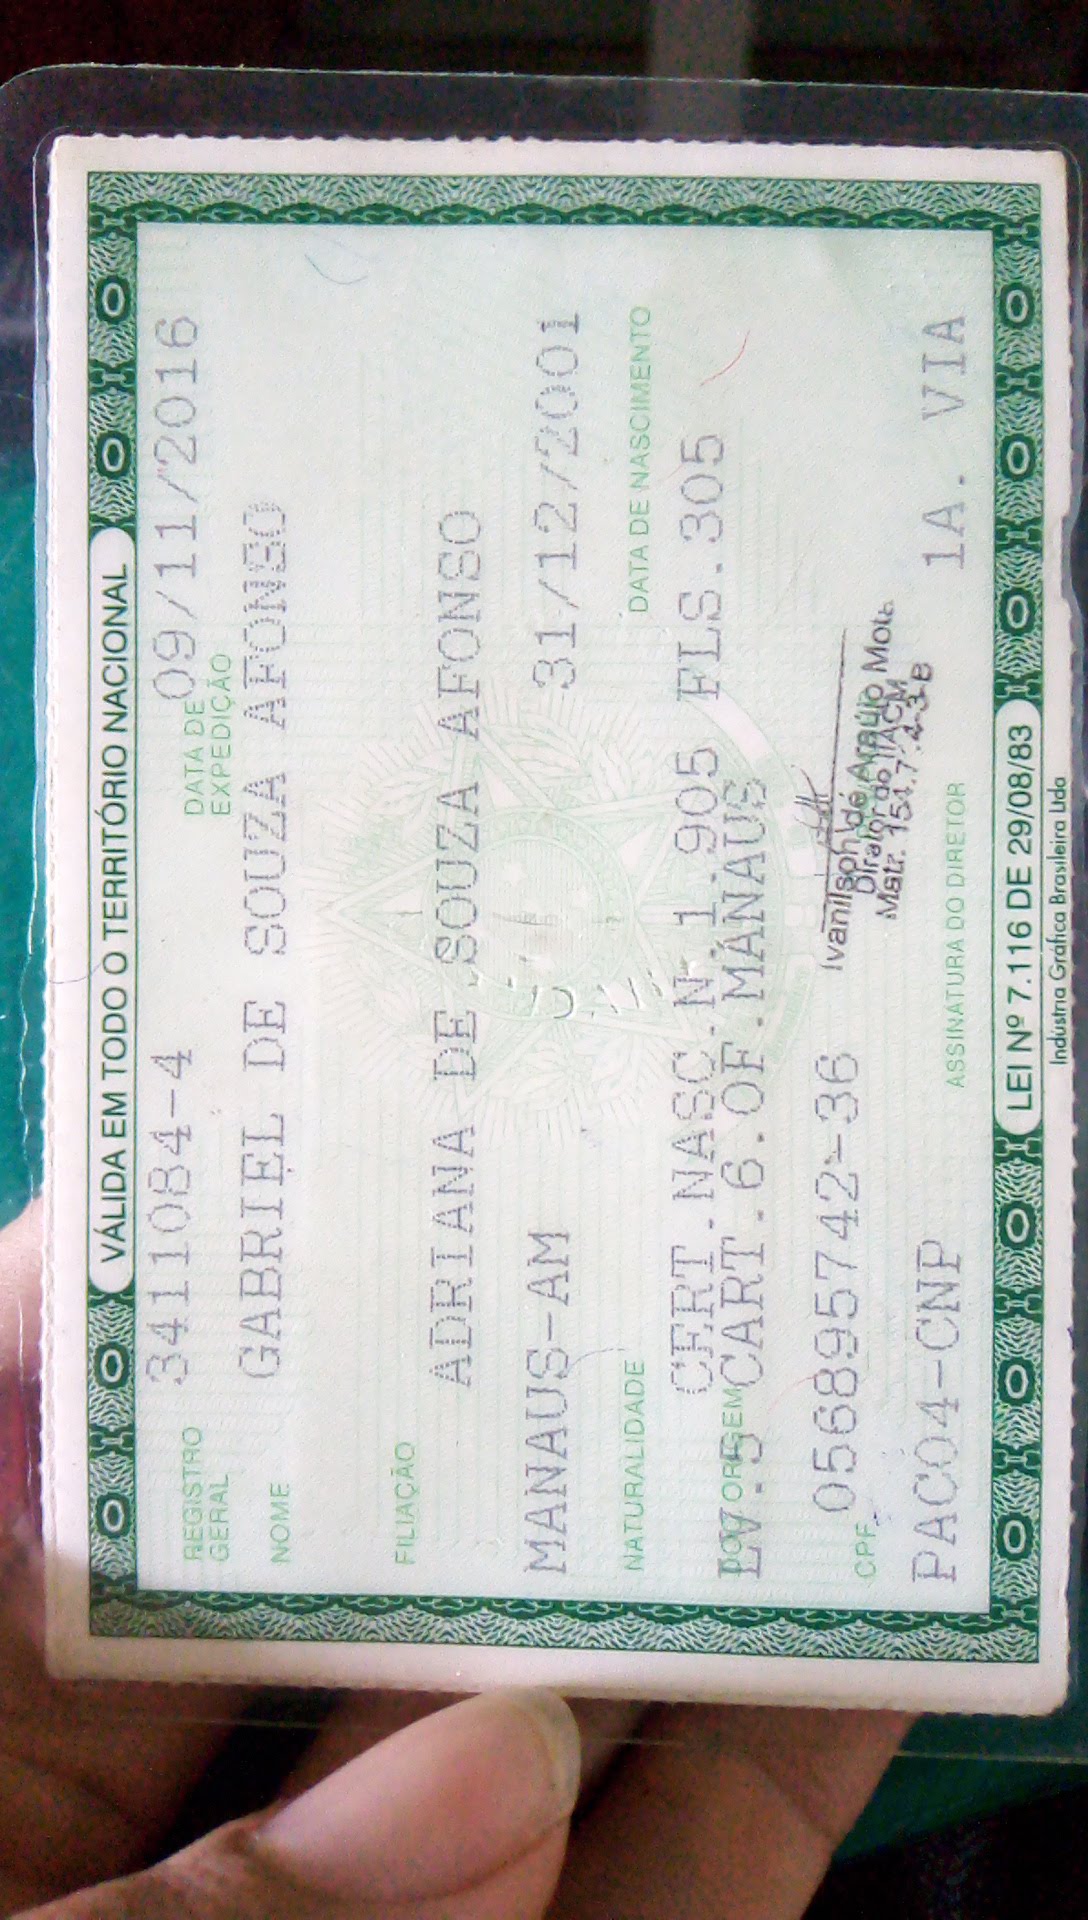 VÁLIDA EM TODO O TERRITÓRIO NACIONAL
REGISTRO GERAL 3411084-4 DATA DE EXPEDIÇÃO 09/11/2016
NOME GABRIEL DE SOUZA AFONSO
FILIAÇÃO
ADRIANA DE SOUZA AFONSO
MANAUS-AM 31/12/2001
NATURALIDADE DATA DE NASCIMENTO
CERT.NASC.N.1.905 FLS.305
DOC ORIGEM
LV.5 CART.6.OF.MANAUS
CPF 056895742-36
Ivanilson de Araújo Mota
Diretor do IIACM
Matr. 154.7
PAC04-CNP 1A. VIA
ASSINATURA DO DIRETOR
LEI Nº 7.116 DE 29/08/83
Indústria Gráfica Brasileira Ltda